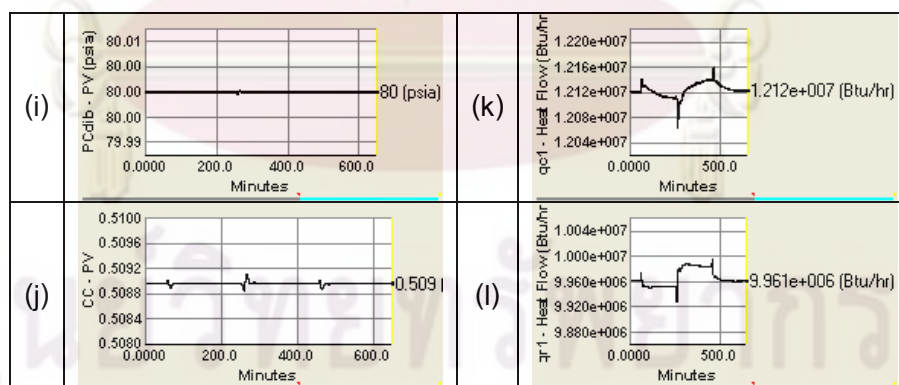 (i)
PCdib - PV (psia)
80.01
80.00
80.00
80.00
79.99
80 (psia)
0.0000 200.0 400.0 600.0
Minutes
(k)
qc1 - Heat Flow (Btu/hr
1.220e+007
1.216e+007
1.212e+007
1.208e+007
1.204e+007
1.212e+007 (Btu/hr)
0.0000 500.0
Minutes
(j)
CC - PV
0.5100
0.5096
0.5092
0.5088
0.5084
0.5080
0.509
0.0000 200.0 400.0 600.0
Minutes
(l)
qr1 - Heat Flow (Btu/hr
1.004e+007
1.000e+007
9.960e+006
9.920e+006
9.880e+006
9.961e+006 (Btu/hr)
0.0000 500.0
Minutes